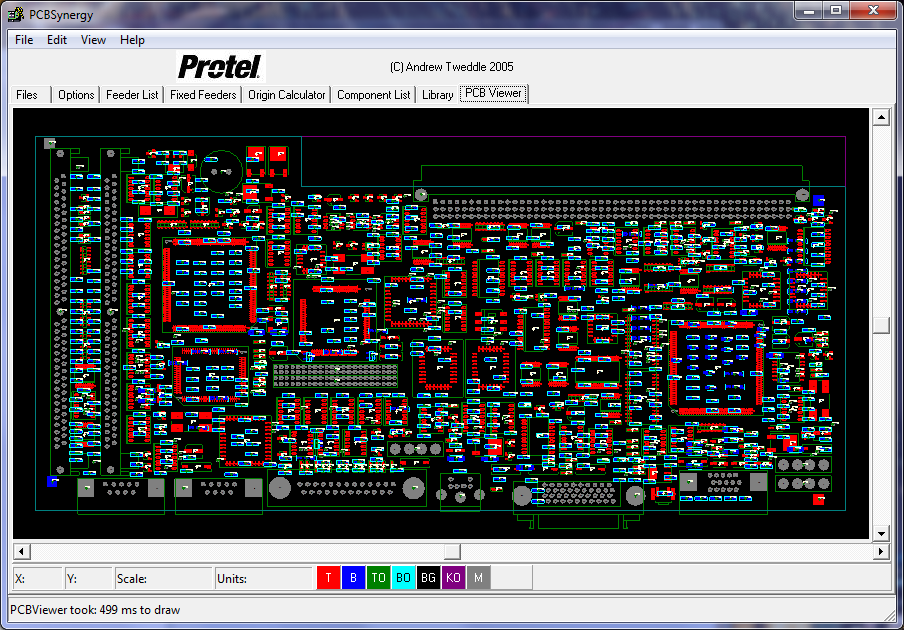 PCBSynergy
File Edit View Help
Protel
(C) Andrew Tweddle 2005
Files Options Feeder List Fixed Feeders Origin Calculator Component List Library PCB Viewer
X: Y: Scale: Units: T B TO BO BG KO M
PCBViewer took: 499 ms to draw